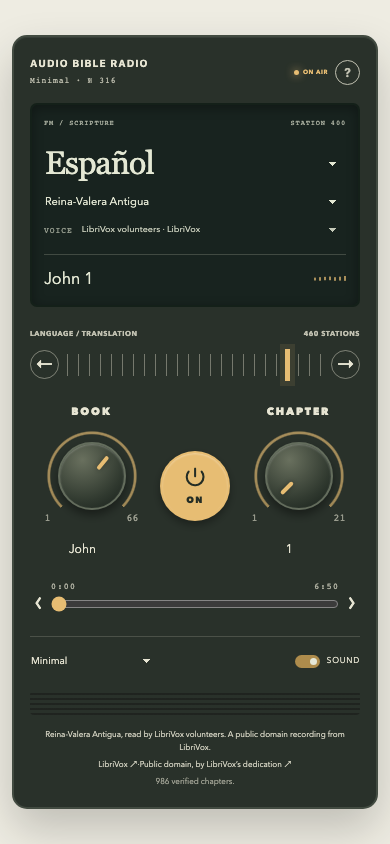 AUDIO BIBLE RADIO
Minimal · № 316
ON AIR
?
FM / SCRIPTURE
STATION 400
Español
Reina-Valera Antigua
VOICE LibriVox volunteers · LibriVox
John 1
LANGUAGE / TRANSLATION
460 STATIONS
BOOK
CHAPTER
ON
1 66
1 21
John
1
0:00
6:50
Minimal
SOUND
Reina-Valera Antigua, read by LibriVox volunteers. A public domain recording from
LibriVox.
LibriVox ↗·Public domain, by LibriVox's dedication ↗
986 verified chapters.